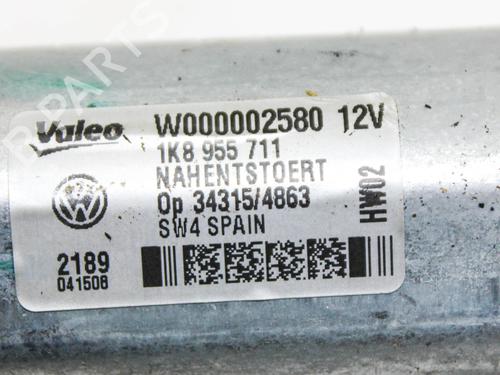 B PARTS
Valeo W000002580 12V
1K8 955 711
NAHENTSTOERT
Op 34315/4863
SW4 SPAIN
HW02
2189
041508